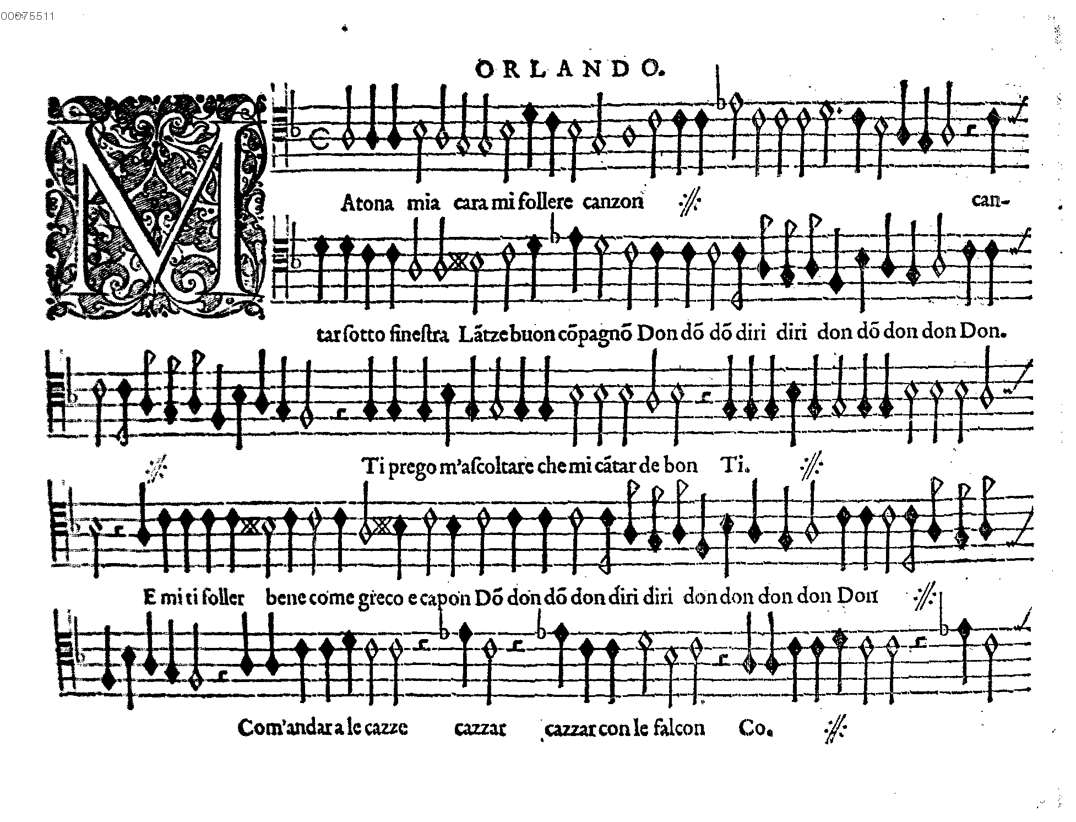 00075511
ORLANDO.
M
Atona mia cara mi follere canzon ://: can-
tar sotto fineſtra Lãtze buon cõpagnõ Don dõ dõ diri diri don dõ don don Don.
://: Ti prego m'aſcoltare che mi cãtar de bon Ti. ://:
E mi ti foller bene come greco e capon Dõ don dõ don diri diri don don don don Don ://:
Com'andar a le cazze cazzar cazzar con le falcon Co. ://: